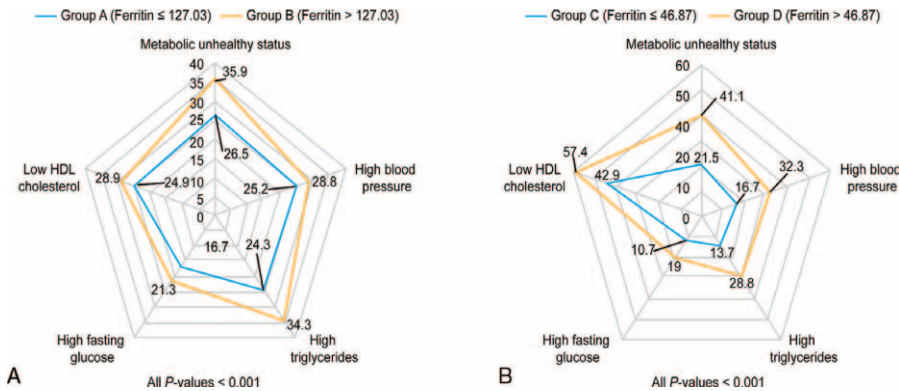 Group A (Ferritin ≤ 127.03) Group B (Ferritin > 127.03)
Metabolic unhealthy status
40
35
30
25
20
15
10
5
0
35.9
26.5
Low HDL
cholesterol
28.9
24.9
25.2
28.8
High blood
pressure
16.7
24.3
21.3
34.3
High fasting
glucose
High
triglycerides
A
All P-values < 0.001
Group C (Ferritin ≤ 46.87) Group D (Ferritin > 46.87)
Metabolic unhealthy status
60
50
40
30
20
10
0
41.1
21.5
Low HDL
cholesterol
57.4
42.9
16.7
32.3
High blood
pressure
10.7
13.7
19
28.8
High fasting
glucose
High
triglycerides
B
All P-values < 0.001